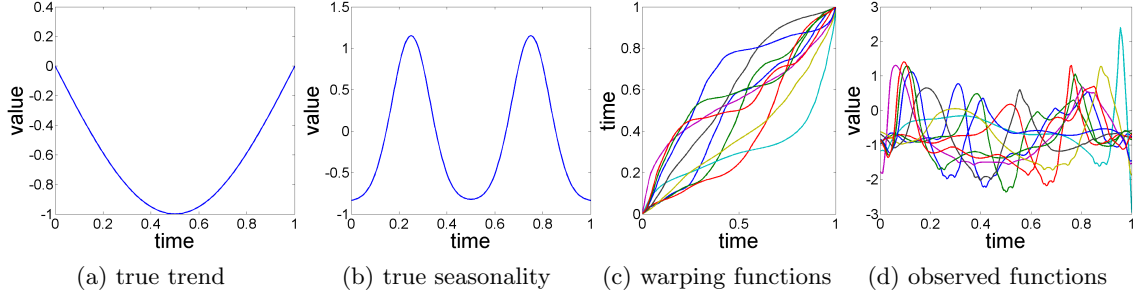 0.4
0.2
0
-0.2
-0.4
-0.6
-0.8
-1
0 0.2 0.4 0.6 0.8 1
value
time
(a) true trend
1.5
1
0.5
0
-0.5
-1
0 0.2 0.4 0.6 0.8 1
value
time
(b) true seasonality
1
0.8
0.6
0.4
0.2
0
0 0.5 1
time
time
(c) warping functions
3
2
1
0
-1
-2
-3
0 0.2 0.4 0.6 0.8 1
value
time
(d) observed functions